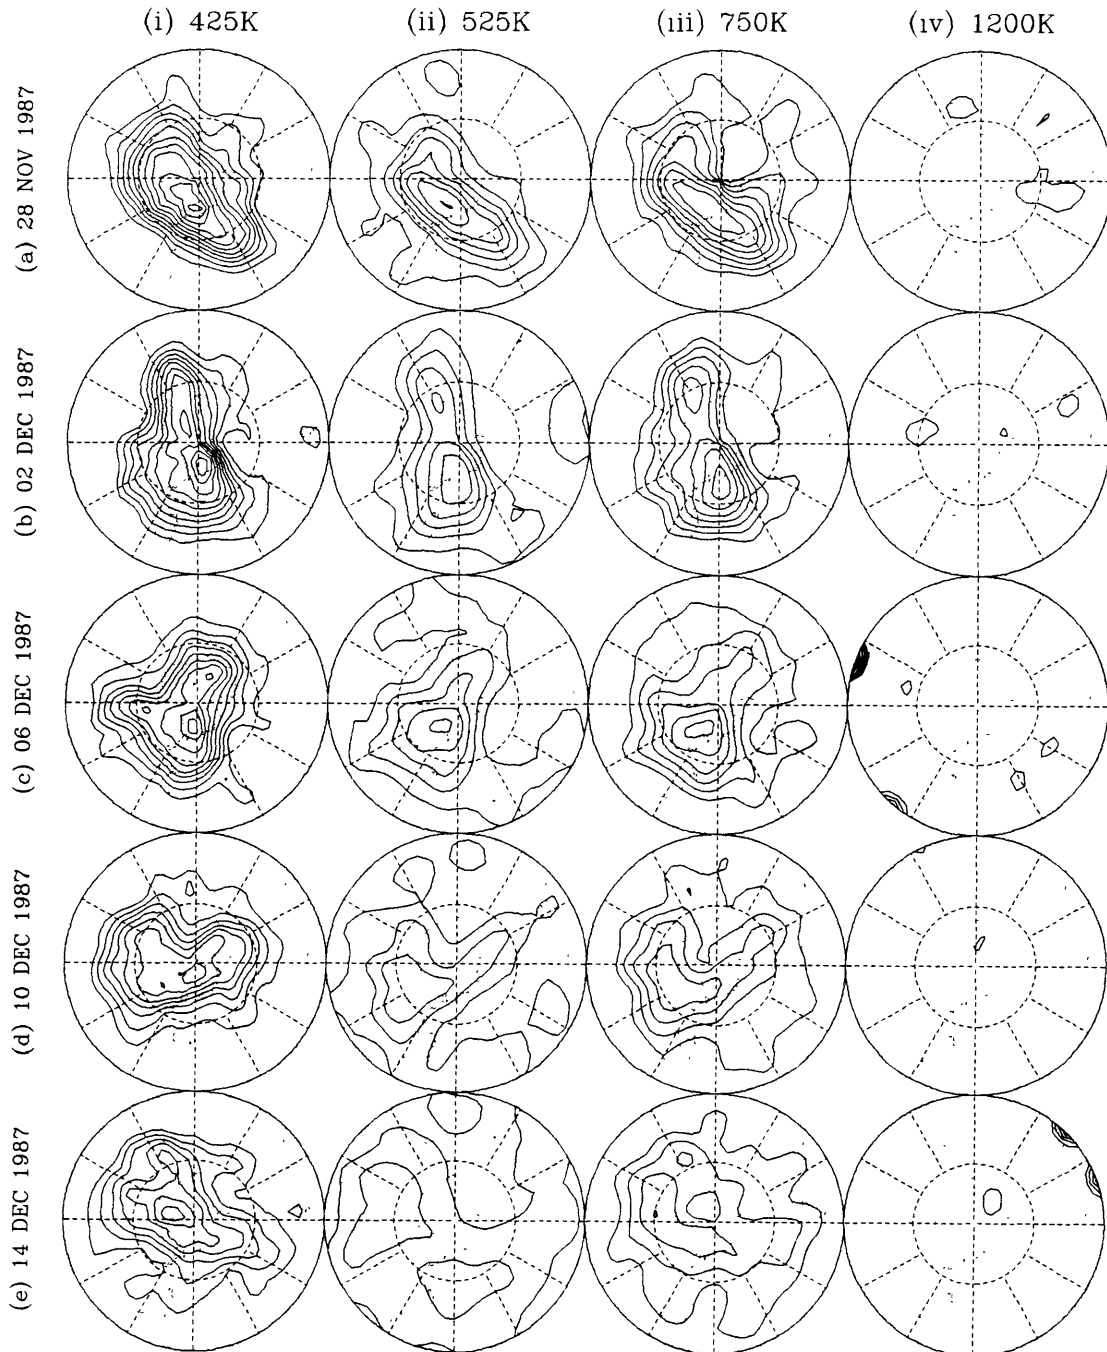 (i) 425K (ii) 525K (iii) 750K (iv) 1200K
(a) 28 NOV 1987
(b) 02 DEC 1987
(c) 06 DEC 1987
(d) 10 DEC 1987
(e) 14 DEC 1987